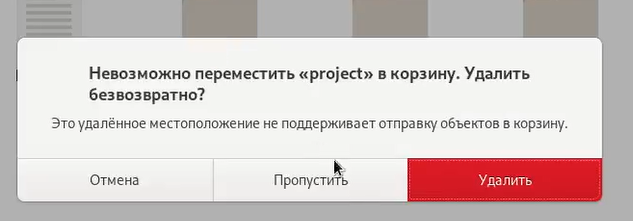 Невозможно переместить «project» в корзину. Удалить
безвозвратно?
Это удалённое местоположение не поддерживает отправку объектов в корзину.
Отмена
Пропустить
Удалить